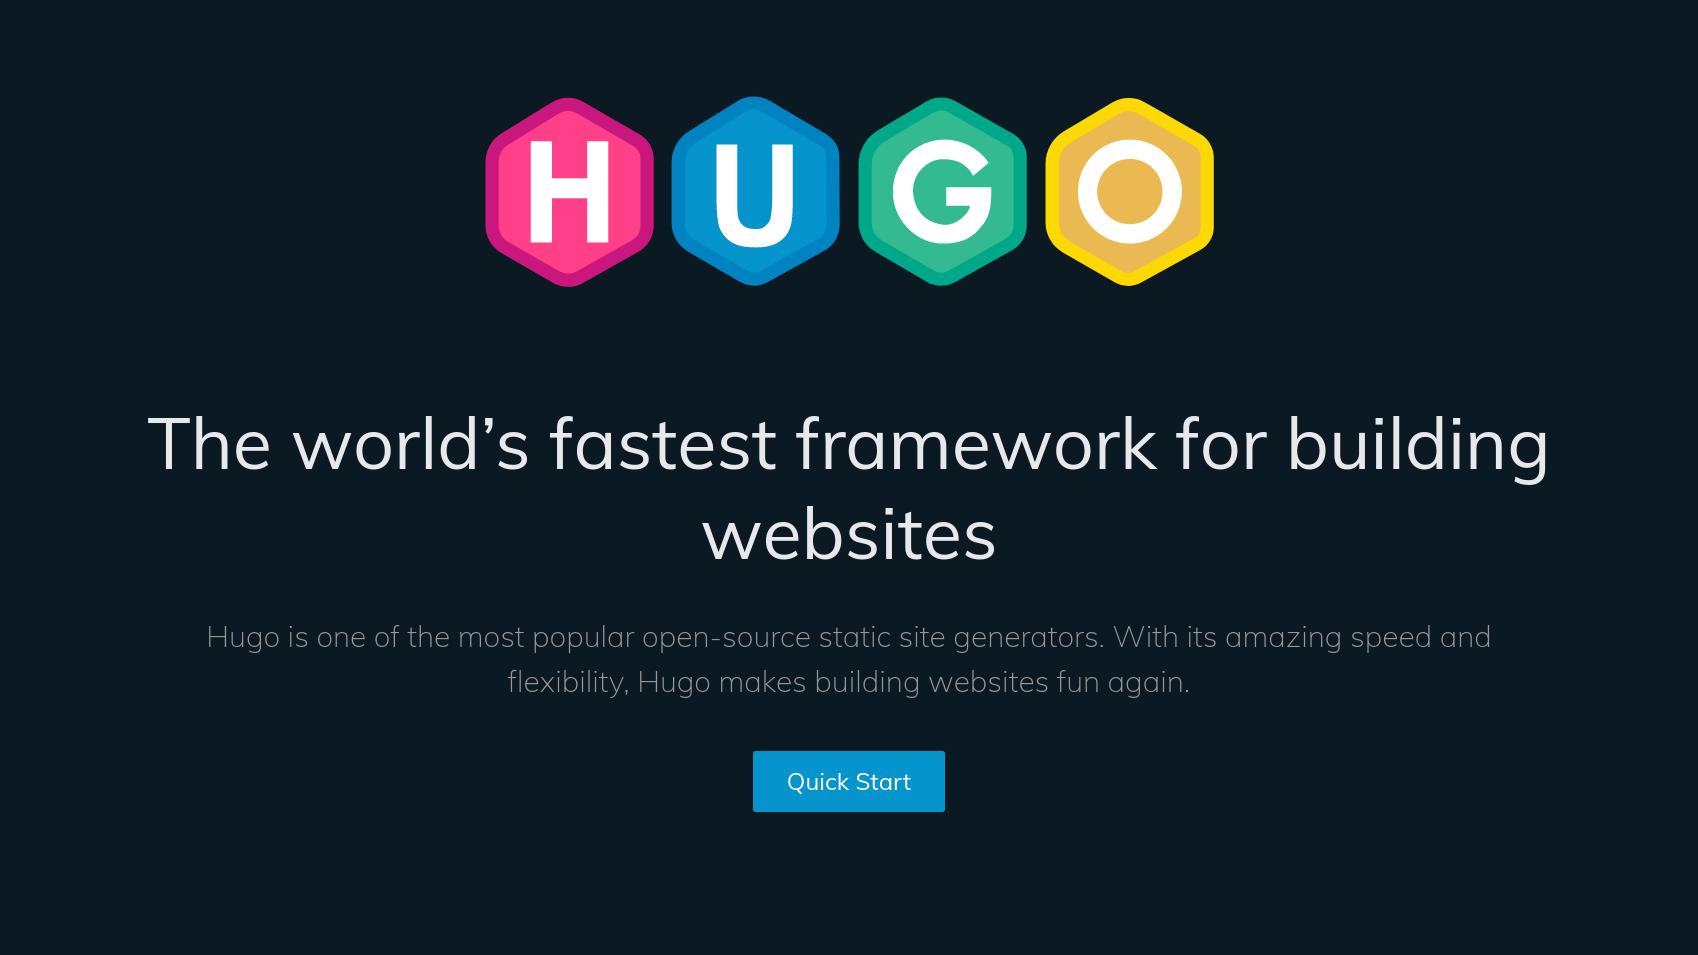 HUGO
The world’s fastest framework for building
websites
Hugo is one of the most popular open-source static site generators. With its amazing speed and
flexibility, Hugo makes building websites fun again.
Quick Start